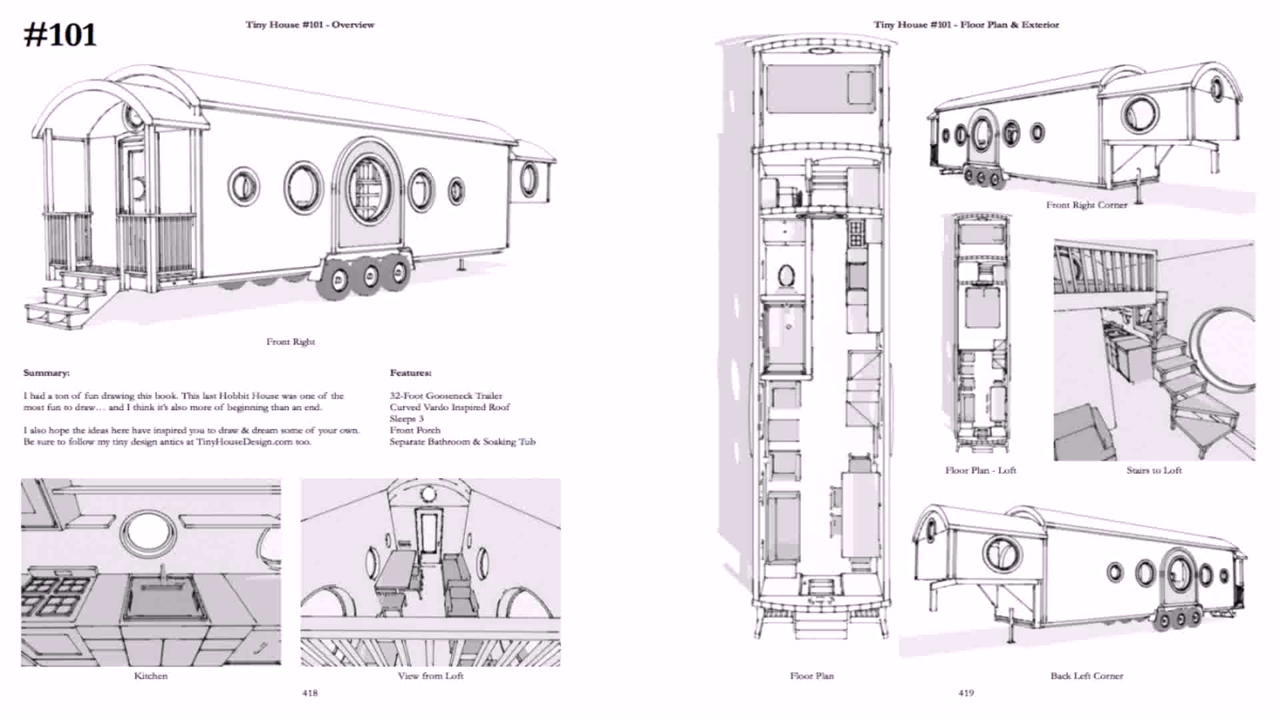 #101
Tiny House #101 - Overview
Front Right
Summary:
I had a ton of fun drawing this book. This last Hobbit House was one of the
most fun to draw… and I think it's also more of beginning than an end.
I also hope the ideas here have inspired you to draw & dream some of your own.
Be sure to follow my tiny design antics at TinyHouseDesign.com too.
Features:
32-Foot Gooseneck Trailer
Curved Vardo Inspired Roof
Sleeps 3
Front Porch
Separate Bathroom & Soaking Tub
Kitchen
View from Loft
418
Tiny House #101 - Floor Plan & Exterior
Front Right Corner
Floor Plan - Loft
Stairs to Loft
Floor Plan
Back Left Corner
419